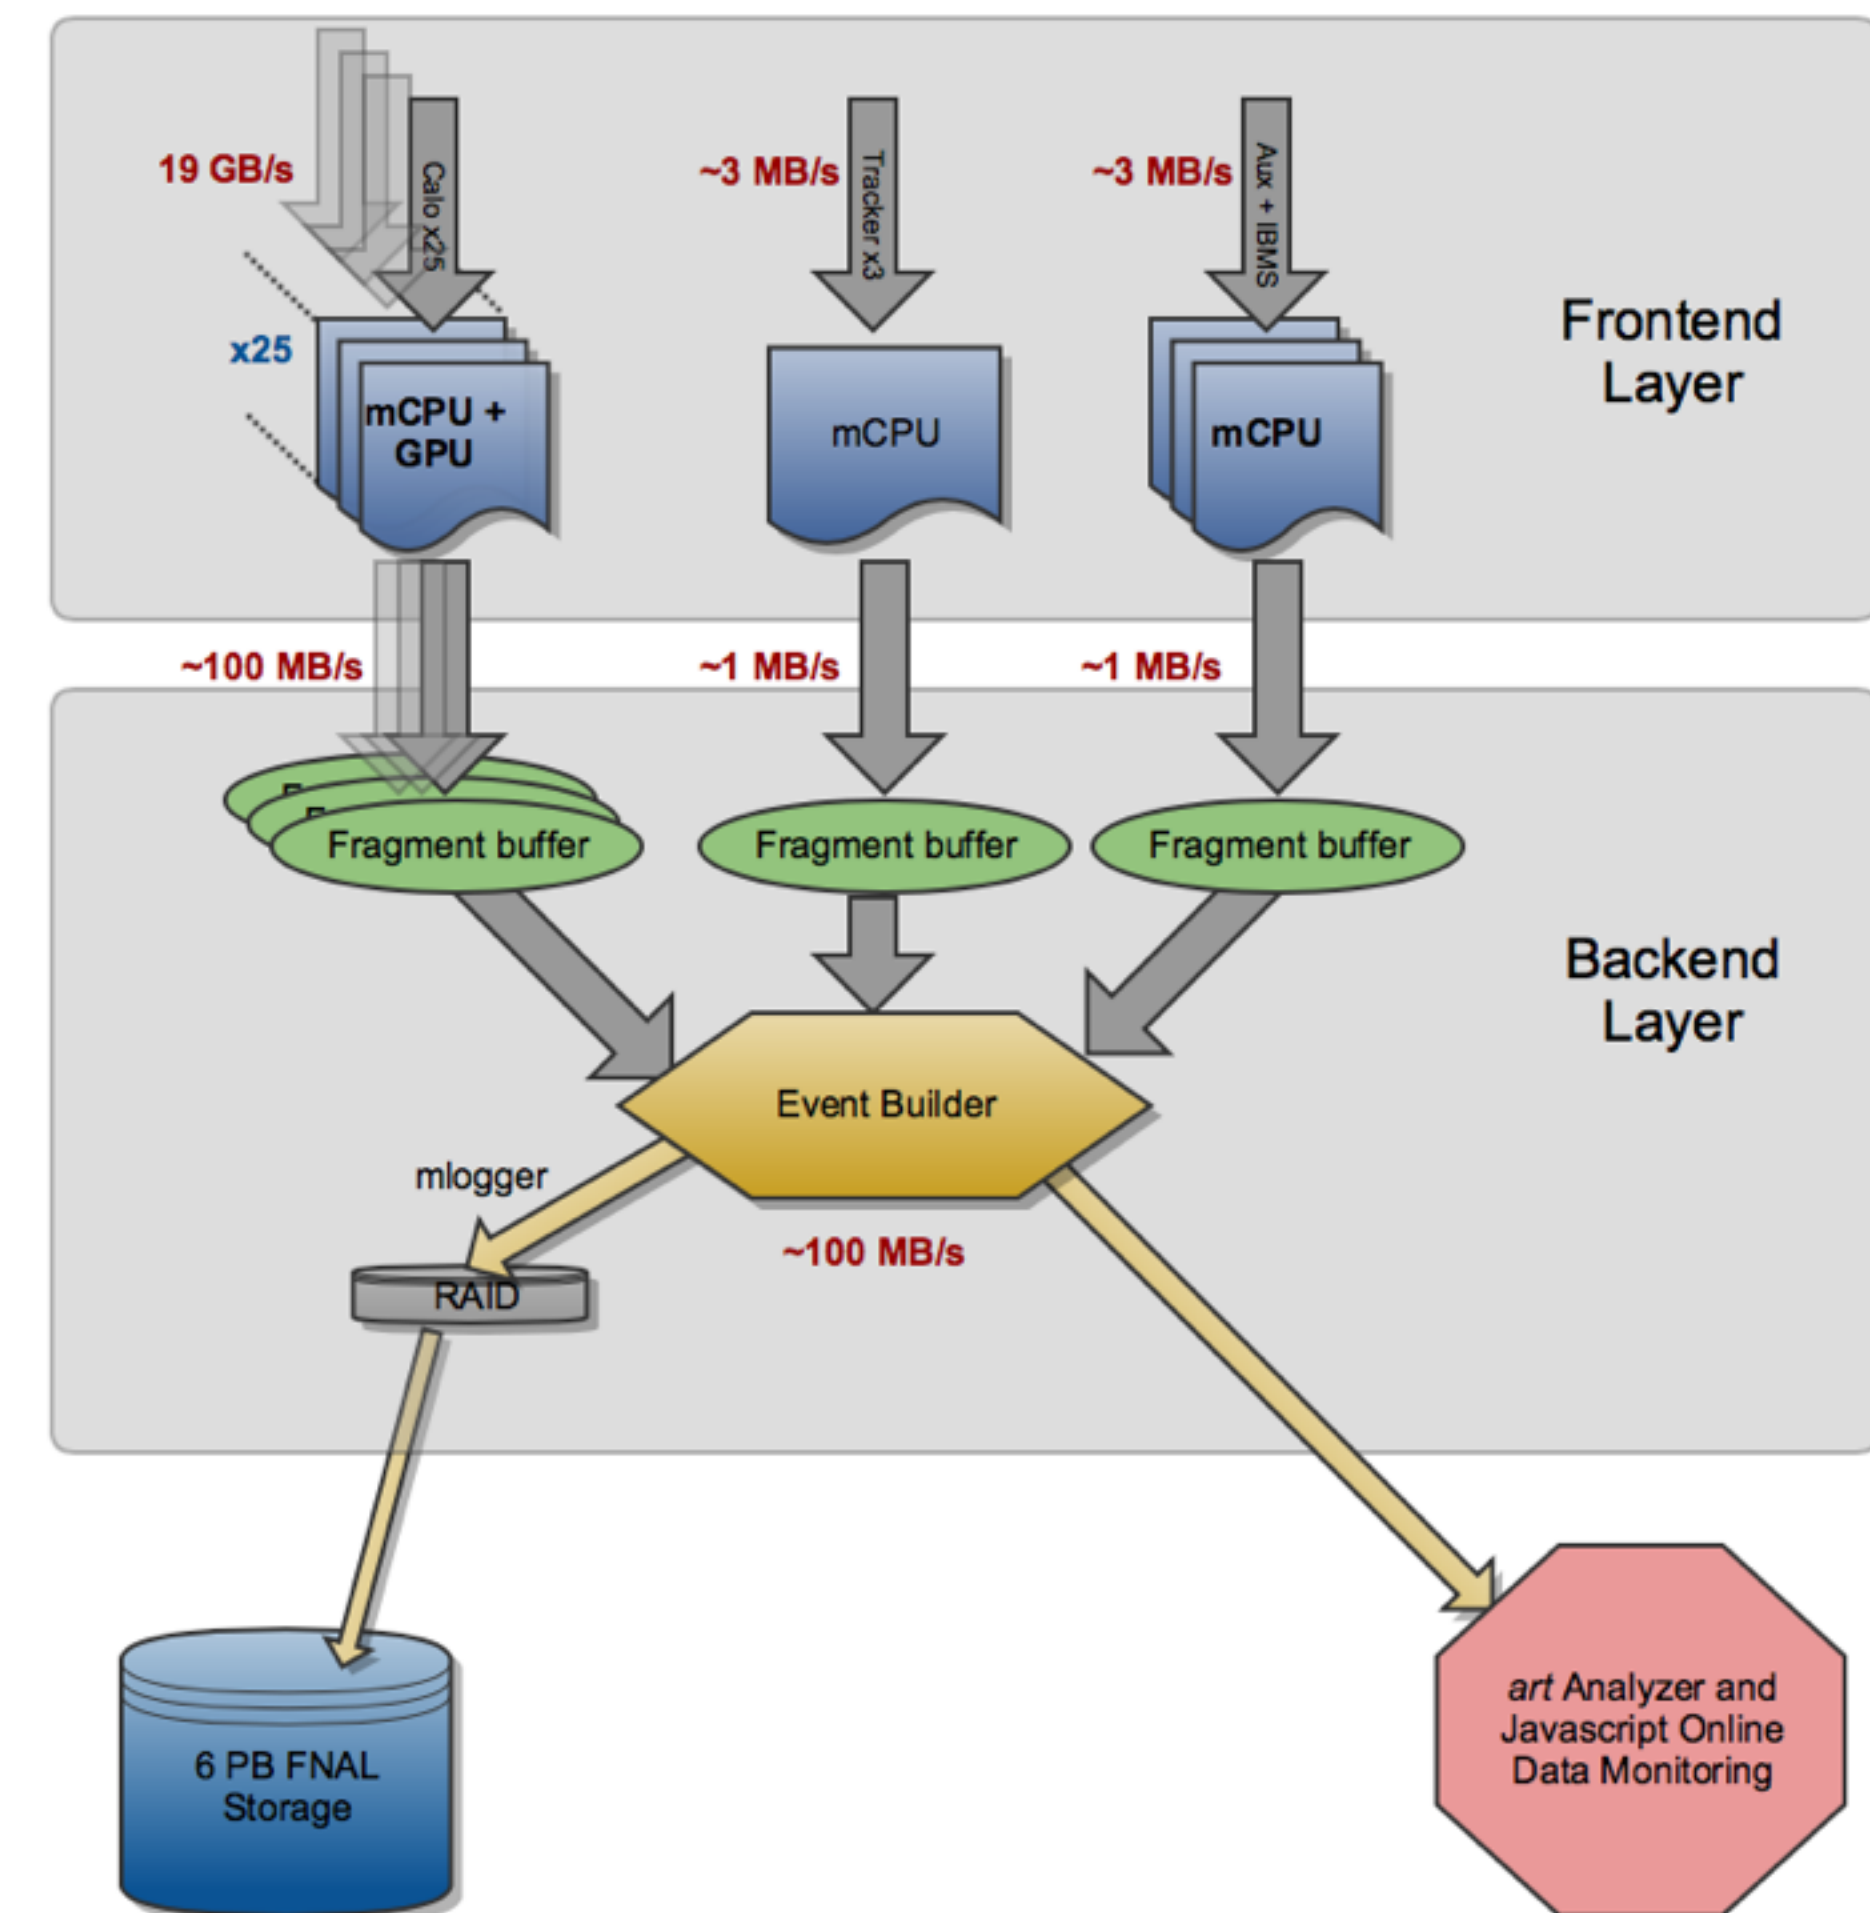 19 GB/s
Calo x25
~3 MB/s
Tracker x3
~3 MB/s
Aux + IBMS
x25
mCPU +
GPU
mCPU
mCPU
Frontend
Layer
~100 MB/s
~1 MB/s
~1 MB/s
Fragment buffer
Fragment buffer
Fragment buffer
Backend
Layer
Event Builder
mlogger
~100 MB/s
RAID
6 PB FNAL
Storage
art Analyzer and
Javascript Online
Data Monitoring